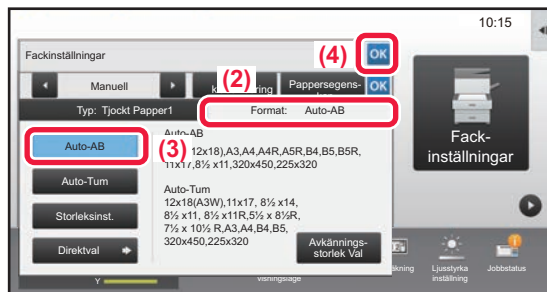 10:15
Fackinställningar
(4)
OK
Manuell
(2)
Pappersegens-
OK
Typ: Tjockt Papper1
Format: Auto-AB
Auto-AB
(3)
Auto-AB
12x18),A3,A4,A4R,A5R,B4,B5,B5R,
11x17,8½ x11,320x450,225x320
Auto-Tum
Auto-Tum
12x18(A3W),11x17, 8½ x14,
8½ x11, 8½ x11R,5½ x 8½R,
7½ x 10½ R,A3,A4,B4,B5,
320x450,225x320
Storleksinst.
Direktval
Avkännings-
storlek Val
Fack-
inställningar
Y
Ljusstyrka
inställning
Jobbstatus